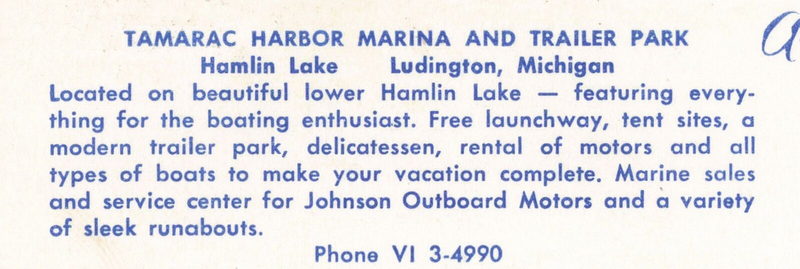 TAMARAC HARBOR MARINA AND TRAILER PARK
Hamlin Lake Ludington, Michigan
Located on beautiful lower Hamlin Lake — featuring every-
thing for the boating enthusiast. Free launchway, tent sites, a
modern trailer park, delicatessen, rental of motors and all
types of boats to make your vacation complete. Marine sales
and service center for Johnson Outboard Motors and a variety
of sleek runabouts.
Phone VI 3-4990